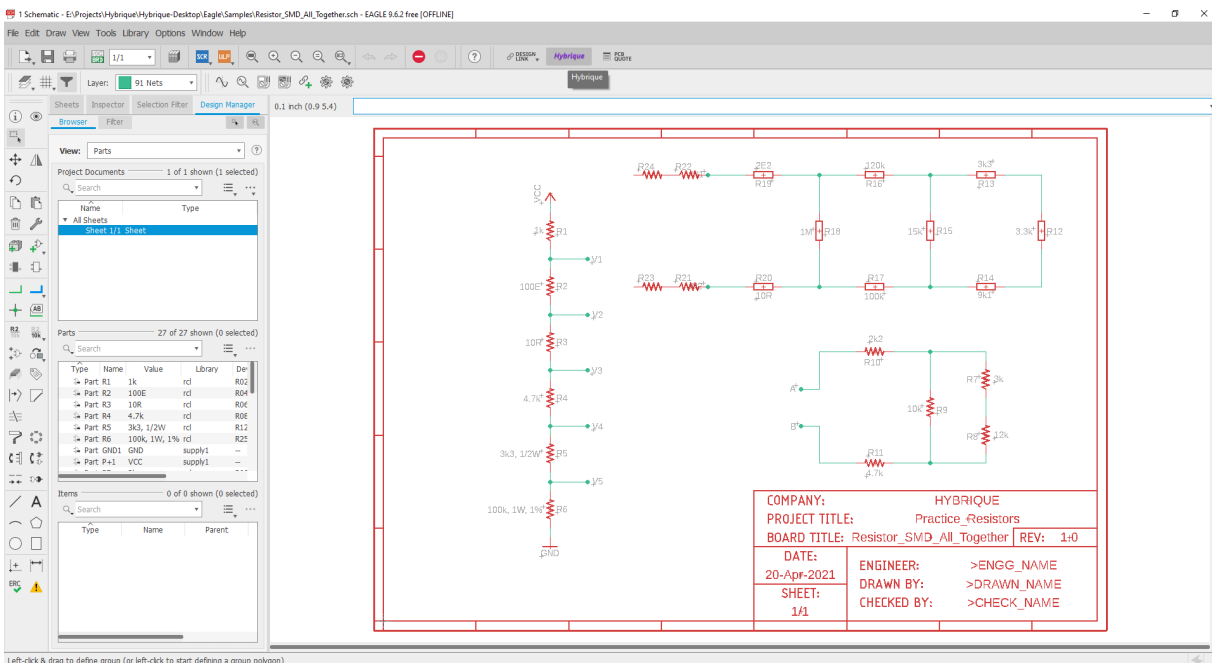 1 Schematic - E:\Projects\Hybrique\Hybrique-Desktop\Eagle\Samples\Resistor_SMD_All_Together.sch - EAGLE 9.6.2 free [OFFLINE]
File Edit Draw View Tools Library Options Window Help
1/1
SCR
ULP
DESIGN LINK
Hybrique
PCB QUOTE
Layer:
91 Nets
Hybrique
Sheets Inspector Selection Filter Design Manager
0.1 inch (0.9 5.4)
Browser Filter
View: Parts
Project Documents 1 of 1 shown (1 selected)
Search
Name Type
All Sheets
Sheet 1/1 Sheet
Parts 27 of 27 shown (0 selected)
Search
Type Name Value Library
Part R1 1k rcl
Part R2 100E rcl
Part R3 10R rcl
Part R4 4.7k rcl
Part R5 3k3, 1/2W rcl
Part R6 100k, 1W, 1% rcl
Part GND1 GND supply1 --
Part P+1 VCC supply1 --
Items 0 of 0 shown (0 selected)
Search
Type Name Parent
R2
10k
R2
10k
AB
A
ERC
VCC
1k R1
V1
100E R2
V2
10R R3
V3
4.7k R4
V4
3k3, 1/2W R5
V5
100k, 1W, 1% R6
GND
R24 R22 2E2 120k 3k3
R19 R16 R13
1M R18 15k R15 3.3k R12
R23 R21 R20 R17 R14
10R 100k 9k1
2k2
R10
A
R7 3k
10k R9
B
R8 12k
R11
4.7k
COMPANY: HYBRIQUE
PROJECT TITLE: Practice_Resistors
BOARD TITLE: Resistor_SMD_All_Together REV: 1.0
DATE:
20-Apr-2021
SHEET:
1/1
ENGINEER: >ENGG_NAME
DRAWN BY: >DRAWN_NAME
CHECKED BY: >CHECK_NAME
Left-click & drag to define group (or left-click to start defining a group polygon)